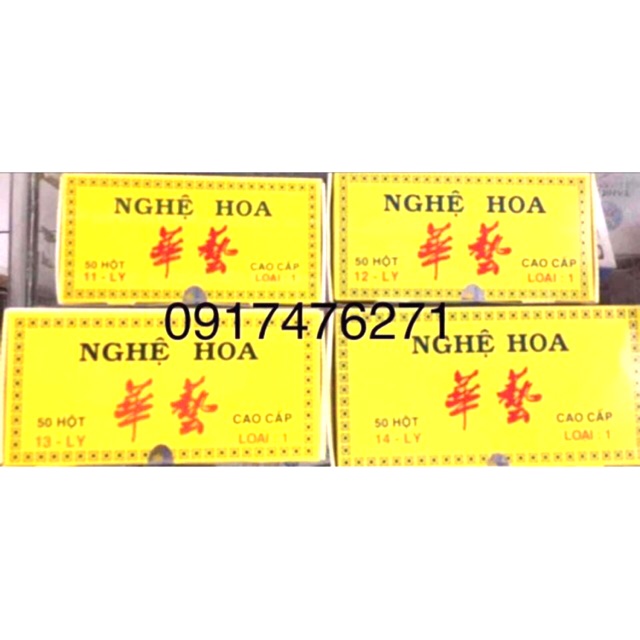 NGHỆ HOA
華藝
50 HỘT
11 - LY
CAO CẤP
LOẠI : 1
NGHỆ HOA
華藝
50 HỘT
12 - LY
CAO CẤP
LOẠI : 1
0917476271
NGHỆ HOA
華藝
50 HỘT
13 - LY
CAO CẤP
LOẠI : 1
NGHỆ HOA
華藝
50 HỘT
14 - LY
CAO CẤP
LOẠI : 1